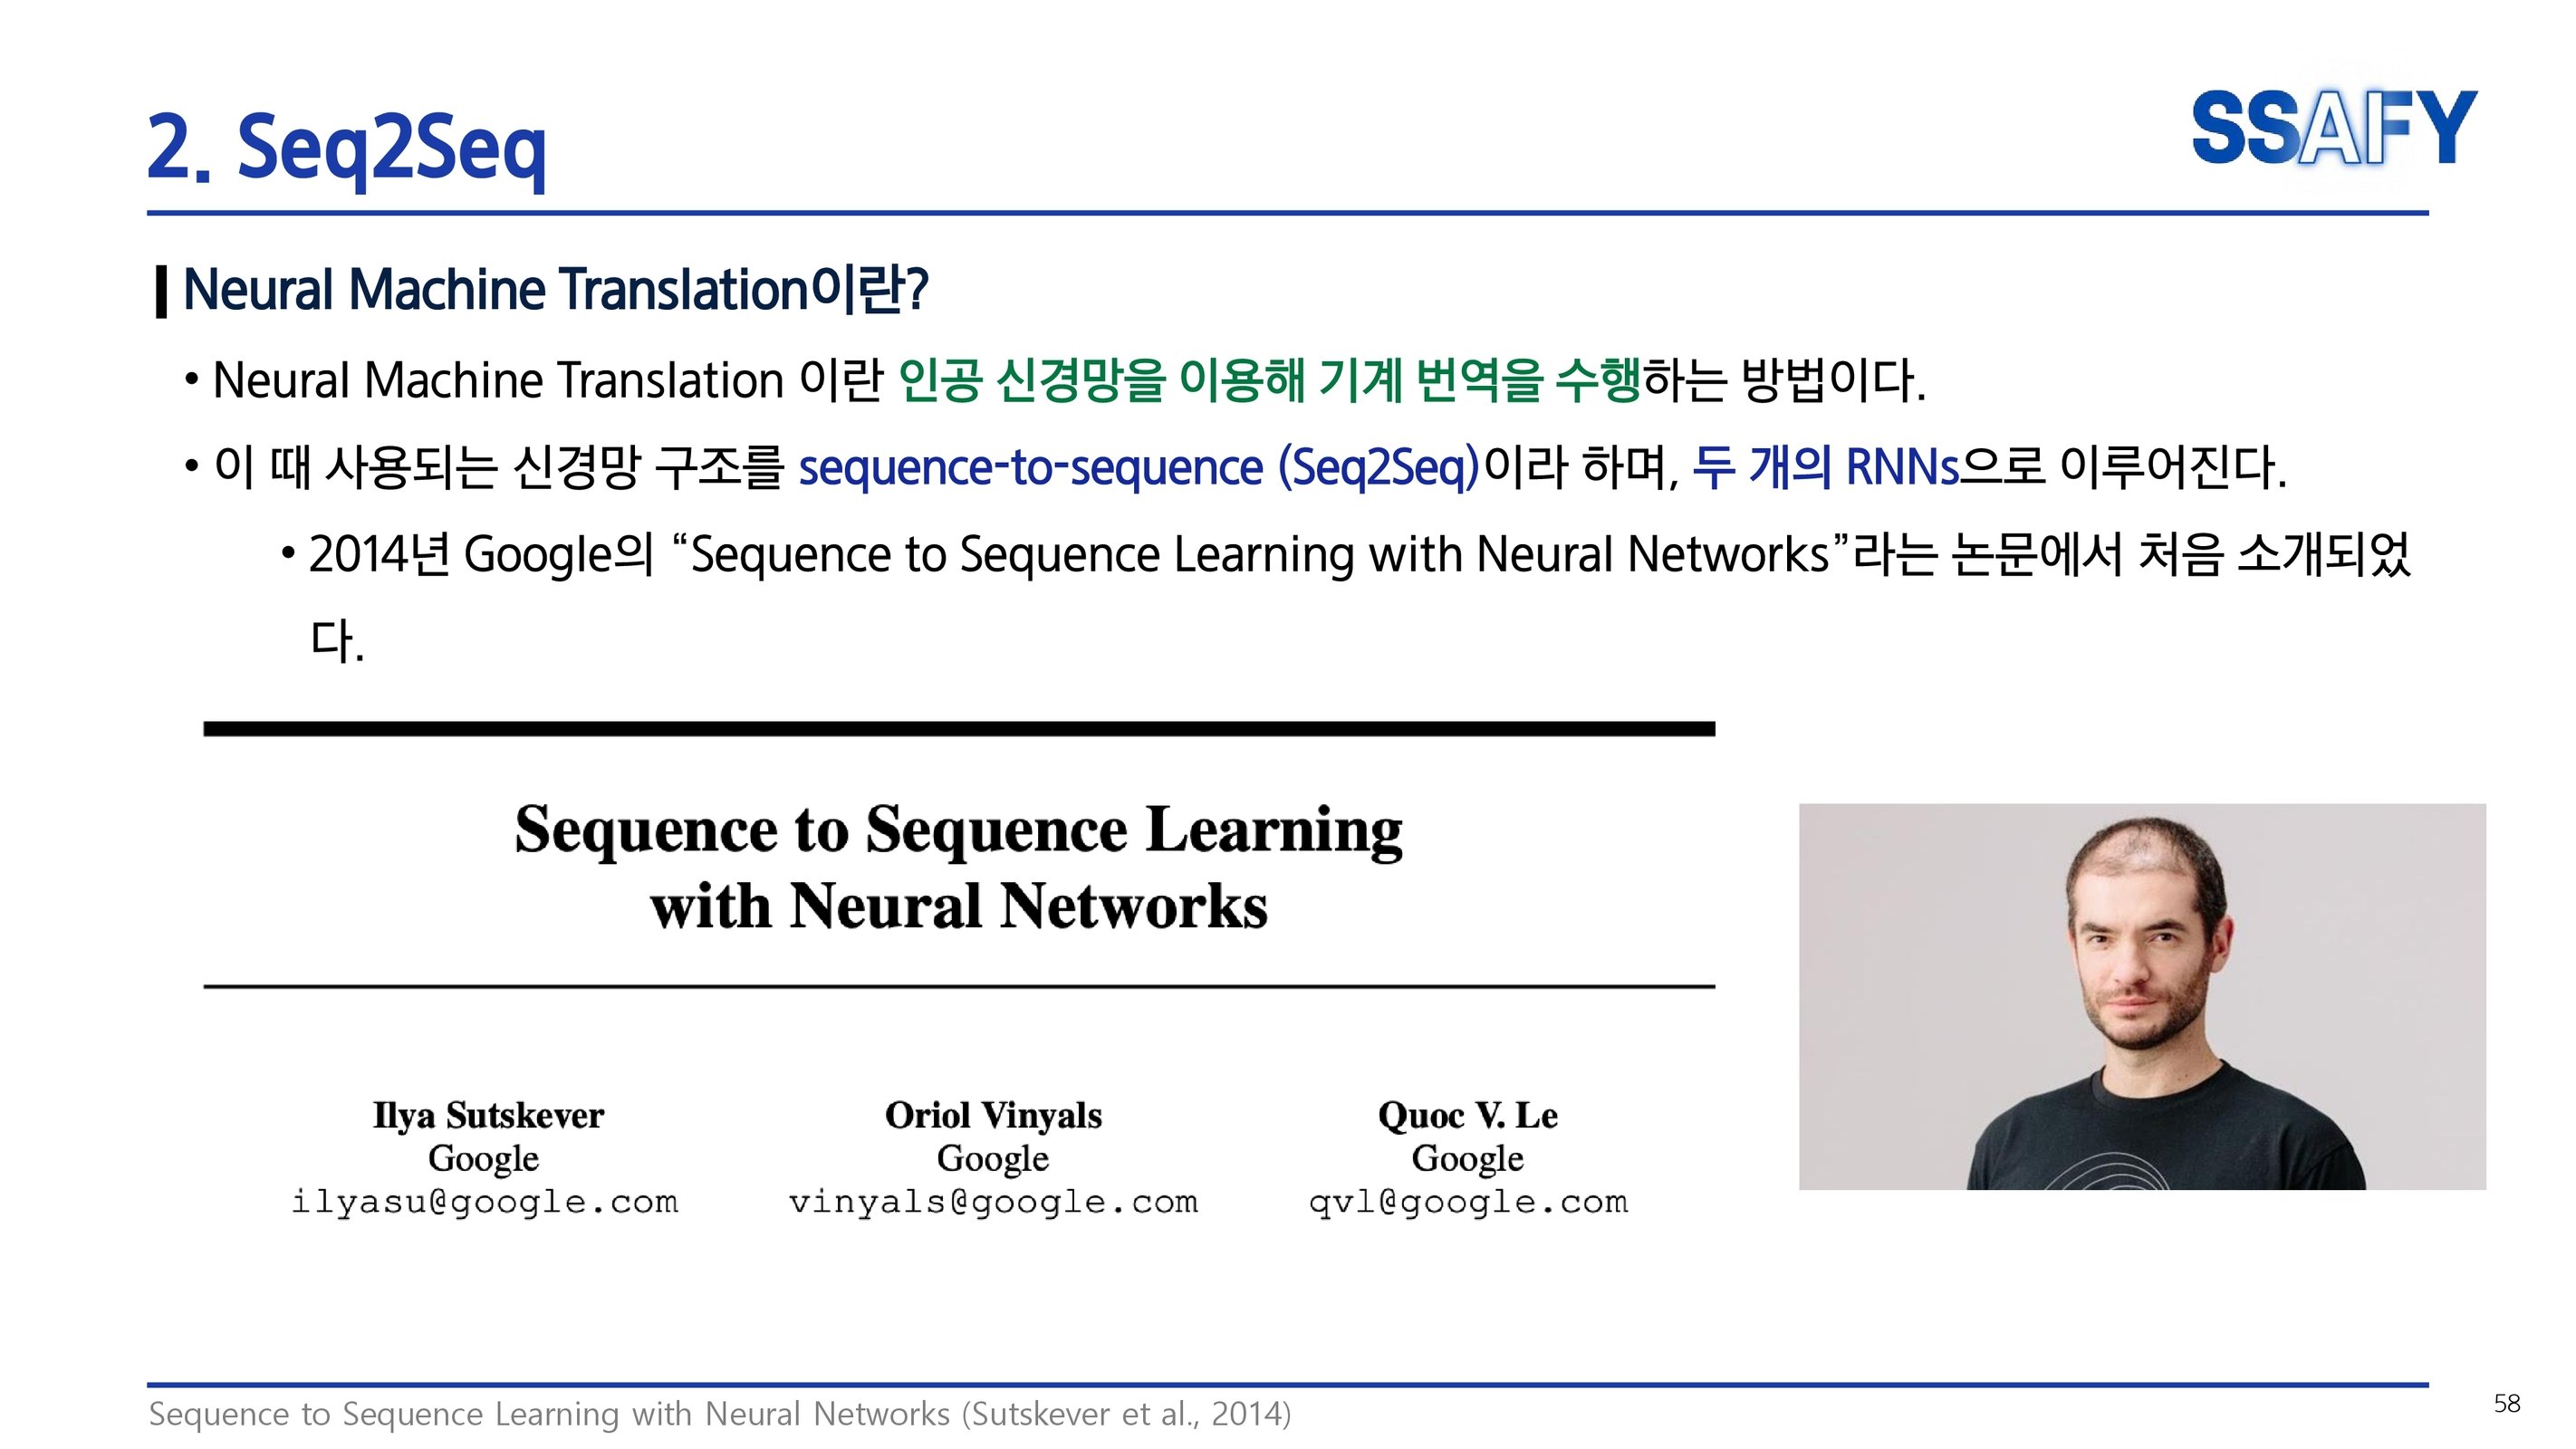 2. Seq2Seq
SSAFY
Neural Machine Translation이란?
• Neural Machine Translation 이란 인공 신경망을 이용해 기계 번역을 수행하는 방법이다.
• 이 때 사용되는 신경망 구조를 sequence-to-sequence (Seq2Seq)이라 하며, 두 개의 RNNs으로 이루어진다.
• 2014년 Google의 “Sequence to Sequence Learning with Neural Networks”라는 논문에서 처음 소개되었
다.
Sequence to Sequence Learning
with Neural Networks
Ilya Sutskever Oriol Vinyals Quoc V. Le
Google Google Google
ilyasu@google.com vinyals@google.com qvl@google.com
Sequence to Sequence Learning with Neural Networks (Sutskever et al., 2014)
58